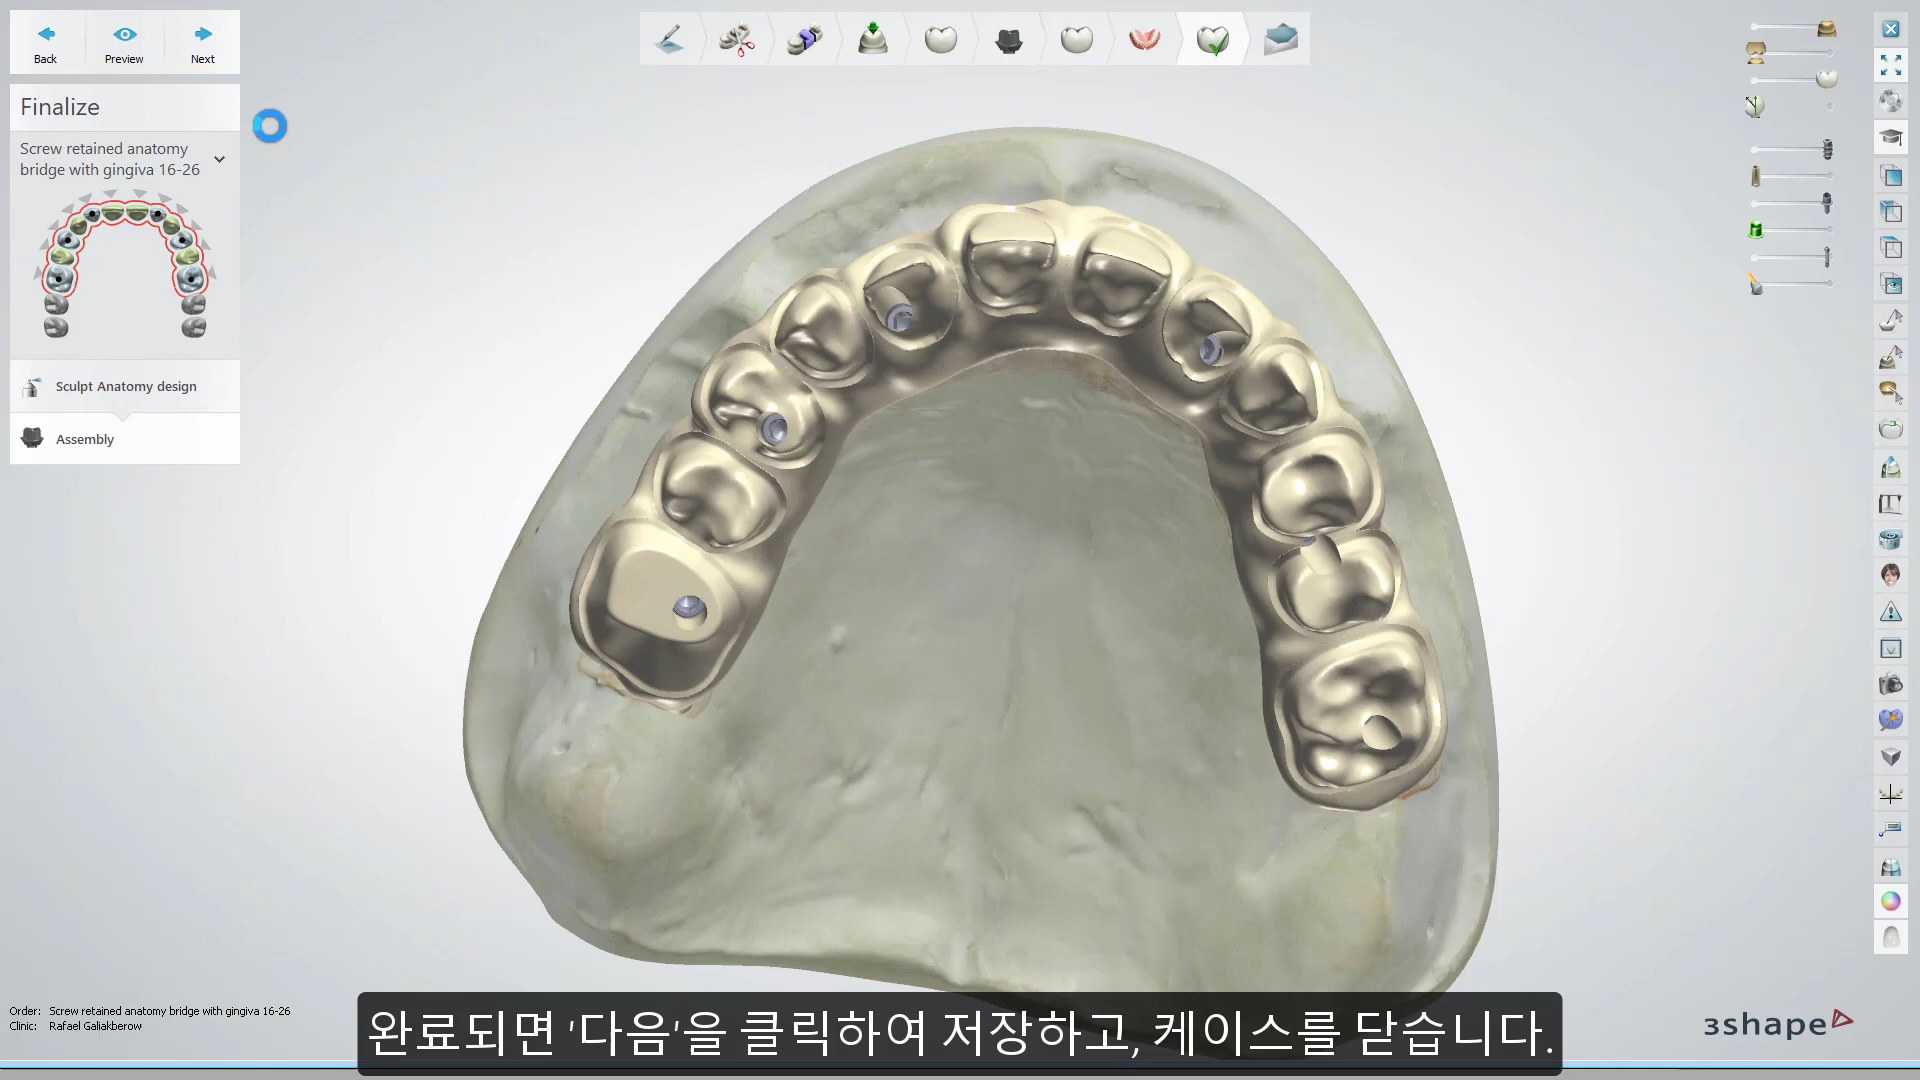 Back
Preview
Next
Finalize
Screw retained anatomy
bridge with gingiva 16-26
Sculpt Anatomy design
Assembly
Order: Screw retained anatomy bridge with gingiva 16-26
Clinic: Rafael Galiakberow
완료되면 '다음'을 클릭하여 저장하고, 케이스를 닫습니다.
3shape